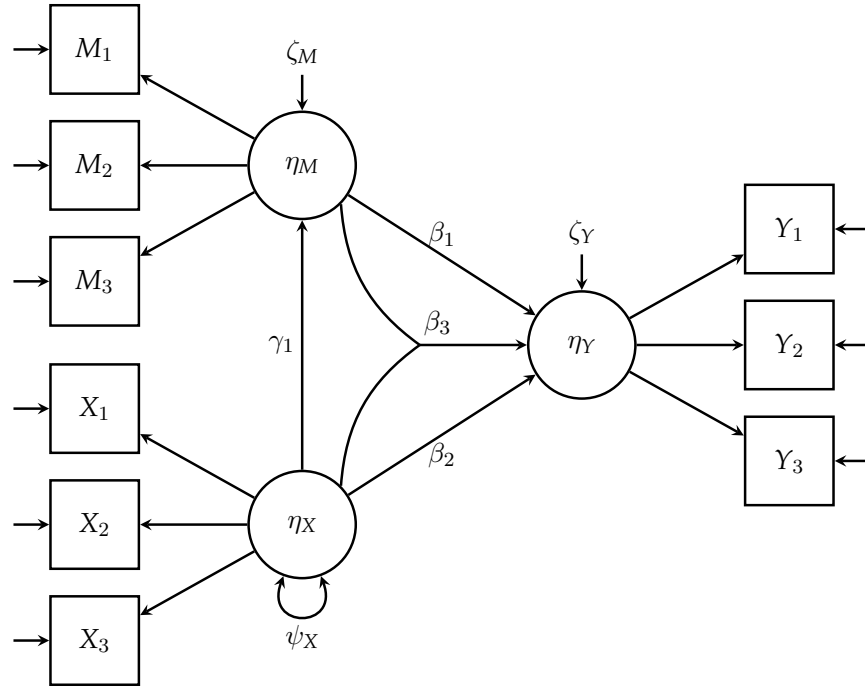 M₁
ζ_M
M₂
η_M
M₃
β₁
ζ_Y
Y₁
γ₁
β₃
η_Y
Y₂
X₁
β₂
Y₃
X₂
η_X
X₃
ψ_X